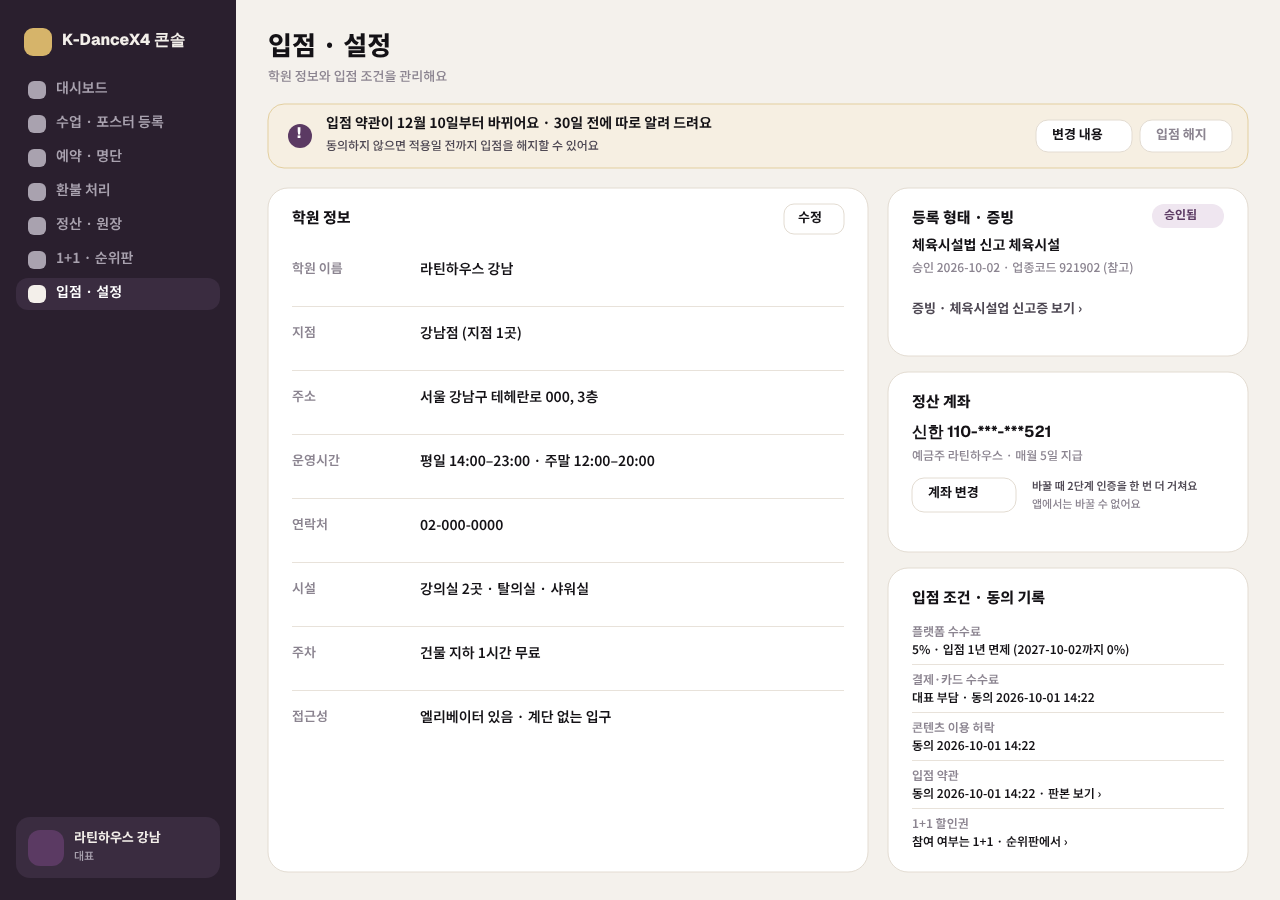 K-DanceX4 콘솔
대시보드
수업 · 포스터 등록
예약 · 명단
환불 처리
정산 · 원장
1+1 · 순위판
입점 · 설정
라틴하우스 강남
대표
입점 · 설정
학원 정보와 입점 조건을 관리해요
!
입점 약관이 12월 10일부터 바뀌어요 · 30일 전에 따로 알려 드려요
동의하지 않으면 적용일 전까지 입점을 해지할 수 있어요
변경 내용
입점 해지
학원 정보
수정
학원 이름
라틴하우스 강남
지점
강남점 (지점 1곳)
주소
서울 강남구 테헤란로 000, 3층
운영시간
평일 14:00–23:00 · 주말 12:00–20:00
연락처
02-000-0000
시설
강의실 2곳 · 탈의실 · 샤워실
주차
건물 지하 1시간 무료
접근성
엘리베이터 있음 · 계단 없는 입구
등록 형태 · 증빙
승인됨
체육시설법 신고 체육시설
승인 2026-10-02 · 업종코드 921902 (참고)
증빙 · 체육시설업 신고증 보기 ›
정산 계좌
신한 110-***-***521
예금주 라틴하우스 · 매월 5일 지급
계좌 변경
바꿀 때 2단계 인증을 한 번 더 거쳐요
앱에서는 바꿀 수 없어요
입점 조건 · 동의 기록
플랫폼 수수료
5% · 입점 1년 면제 (2027-10-02까지 0%)
결제·카드 수수료
대표 부담 · 동의 2026-10-01 14:22
콘텐츠 이용 허락
동의 2026-10-01 14:22
입점 약관
동의 2026-10-01 14:22 · 판본 보기 ›
1+1 할인권
참여 여부는 1+1 · 순위판에서 ›